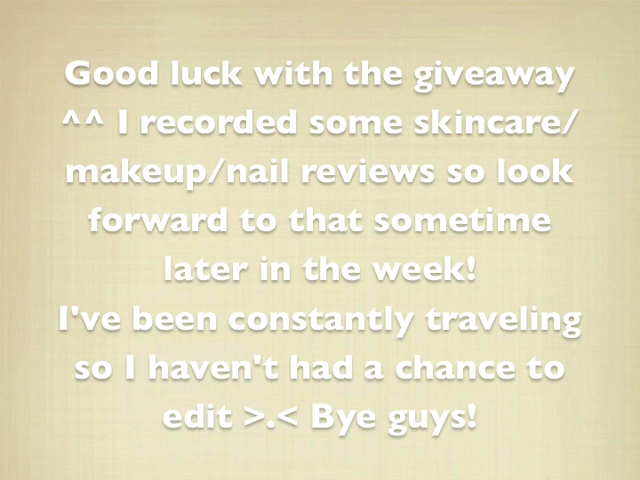 Good luck with the giveaway
^^ I recorded some skincare/
makeup/nail reviews so look
forward to that sometime
later in the week!
I've been constantly traveling
so I haven't had a chance to
edit >.< Bye guys!